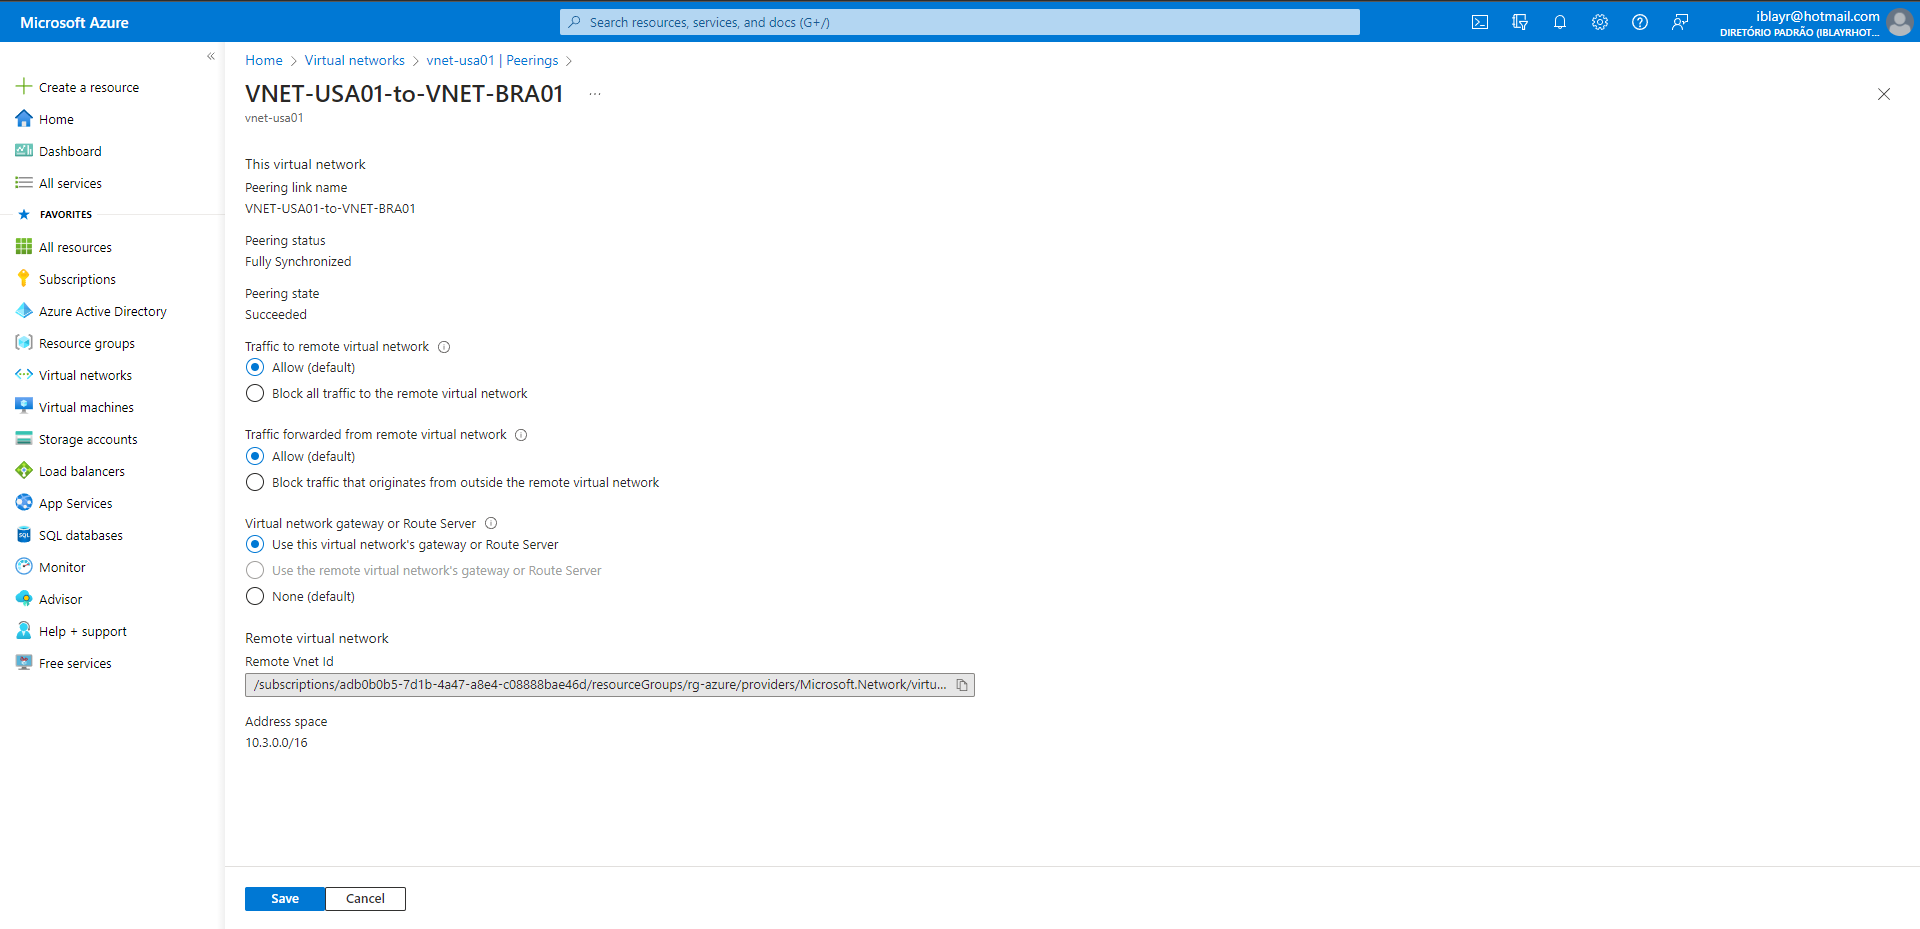 Microsoft Azure
Search resources, services, and docs (G+/)
iblayr@hotmail.com
DIRETÓRIO PADRÃO (IBLAYRHOT...
Create a resource
Home
Dashboard
All services
FAVORITES
All resources
Subscriptions
Azure Active Directory
Resource groups
Virtual networks
Virtual machines
Storage accounts
Load balancers
App Services
SQL databases
Monitor
Advisor
Help + support
Free services
Home > Virtual networks > vnet-usa01 | Peerings >
VNET-USA01-to-VNET-BRA01 ...
vnet-usa01
This virtual network
Peering link name
VNET-USA01-to-VNET-BRA01
Peering status
Fully Synchronized
Peering state
Succeeded
Traffic to remote virtual network
Allow (default)
Block all traffic to the remote virtual network
Traffic forwarded from remote virtual network
Allow (default)
Block traffic that originates from outside the remote virtual network
Virtual network gateway or Route Server
Use this virtual network's gateway or Route Server
Use the remote virtual network's gateway or Route Server
None (default)
Remote virtual network
Remote Vnet Id
/subscriptions/adb0b0b5-7d1b-4a47-a8e4-c08888bae46d/resourceGroups/rg-azure/providers/Microsoft.Network/virtu...
Address space
10.3.0.0/16
Save
Cancel